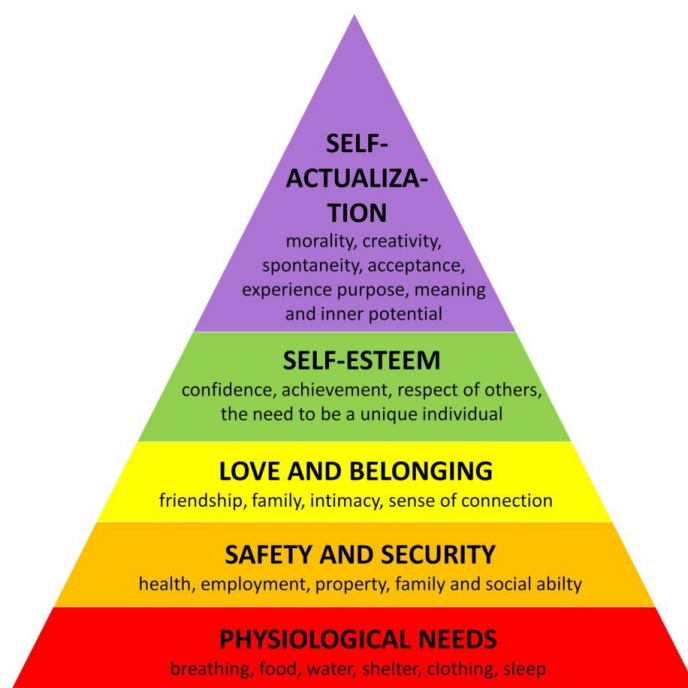 SELF-
ACTUALIZA-
TION
morality, creativity,
spontaneity, acceptance,
experience purpose, meaning
and inner potential
SELF-ESTEEM
confidence, achievement, respect of others,
the need to be a unique individual
LOVE AND BELONGING
friendship, family, intimacy, sense of connection
SAFETY AND SECURITY
health, employment, property, family and social abilty
PHYSIOLOGICAL NEEDS
breathing, food, water, shelter, clothing, sleep